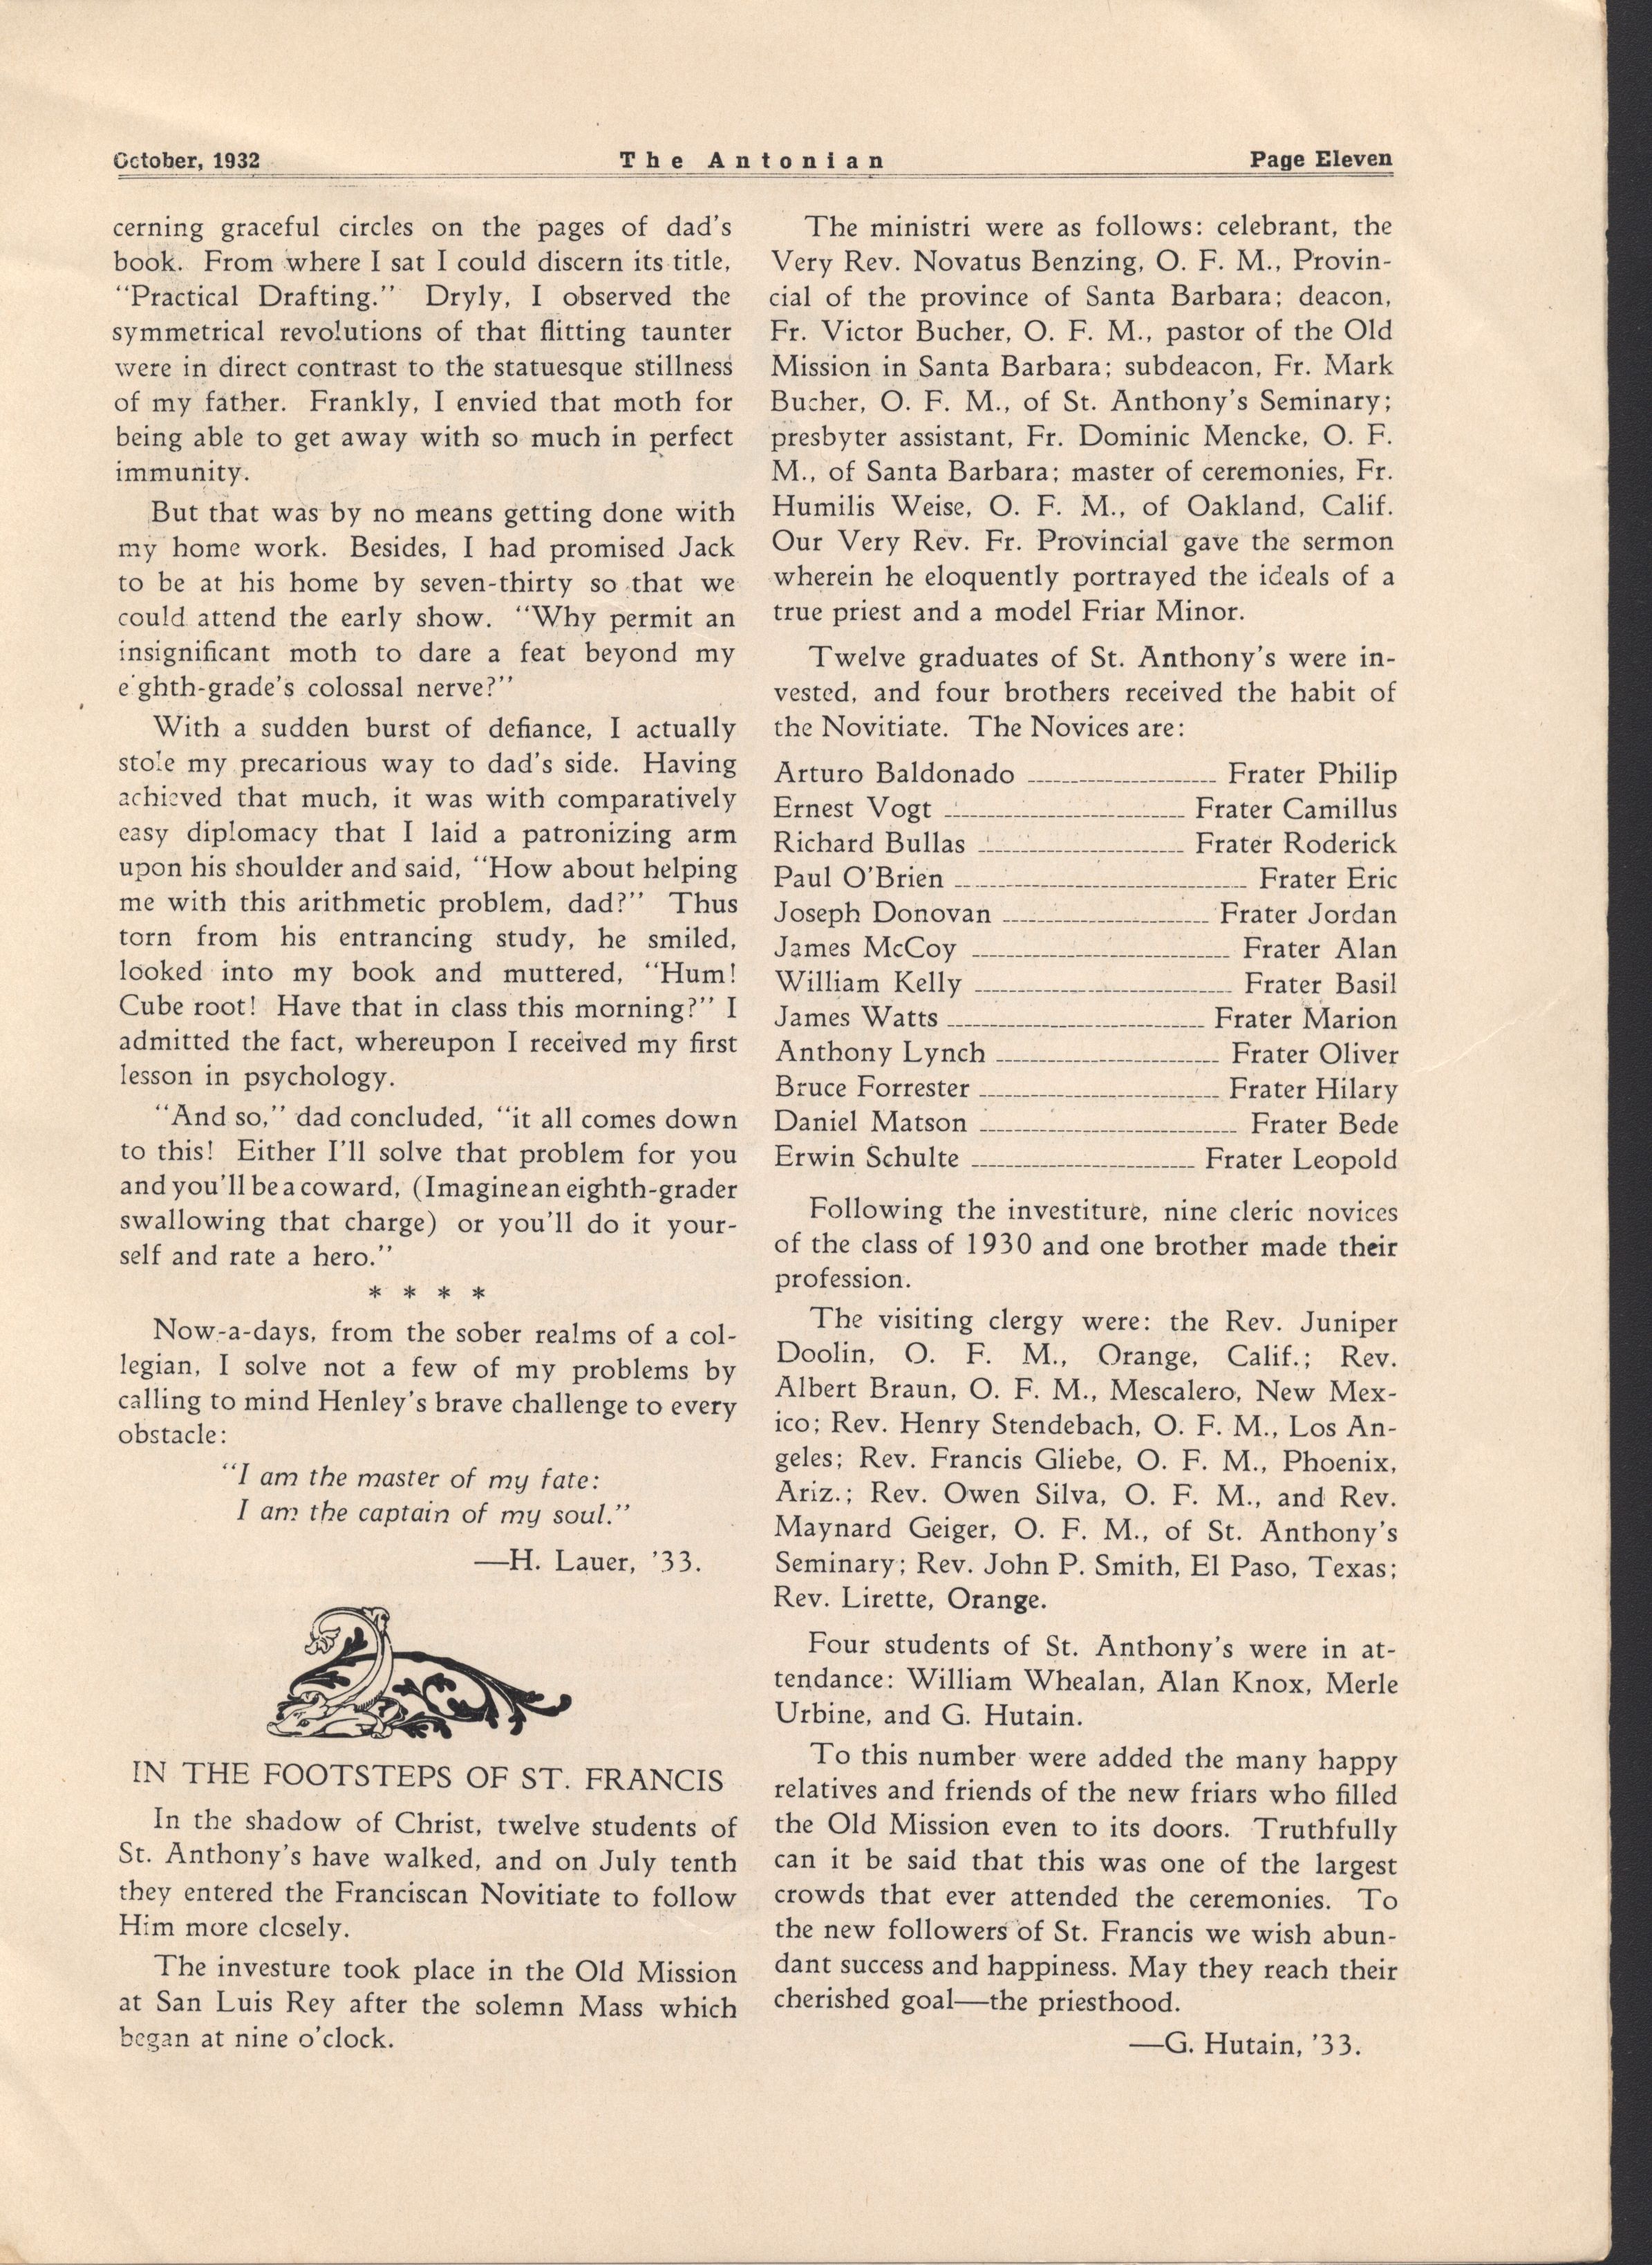 October, 1932
The Antonian
Page Eleven
cerning graceful circles on the pages of dad's
book. From where I sat I could discern its title,
"Practical Drafting." Dryly, I observed the
symmetrical revolutions of that flitting taunter
were in direct contrast to the statuesque stillness
of my father. Frankly, I envied that moth for
being able to get away with so much in perfect
immunity.
But that was by no means getting done with
my home work. Besides, I had promised Jack
to be at his home by seven-thirty so that we
could attend the early show. "Why permit an
insignificant moth to dare a feat beyond my
eighth-grade's colossal nerve?"
With a sudden burst of defiance, I actually
stole my precarious way to dad's side. Having
achieved that much, it was with comparatively
easy diplomacy that I laid a patronizing arm
upon his shoulder and said, "How about helping
me with this arithmetic problem, dad?" Thus
torn from his entrancing study, he smiled,
looked into my book and muttered, "Hum!
Cube root! Have that in class this morning?" I
admitted the fact, whereupon I received my first
lesson in psychology.
"And so," dad concluded, "it all comes down
to this! Either I'll solve that problem for you
and you'll be a coward, (Imagine an eighth-grader
swallowing that charge) or you'll do it your-
self and rate a hero."
* * * *
Now-a-days, from the sober realms of a col-
legian, I solve not a few of my problems by
calling to mind Henley's brave challenge to every
obstacle:
"I am the master of my fate:
I am the captain of my soul."
—H. Lauer, '33.
IN THE FOOTSTEPS OF ST. FRANCIS
In the shadow of Christ, twelve students of
St. Anthony's have walked, and on July tenth
they entered the Franciscan Novitiate to follow
Him more closely.
The investure took place in the Old Mission
at San Luis Rey after the solemn Mass which
began at nine o'clock.
The ministri were as follows: celebrant, the
Very Rev. Novatus Benzing, O. F. M., Provin-
cial of the province of Santa Barbara; deacon,
Fr. Victor Bucher, O. F. M., pastor of the Old
Mission in Santa Barbara; subdeacon, Fr. Mark
Bucher, O. F. M., of St. Anthony's Seminary;
presbyter assistant, Fr. Dominic Mencke, O. F.
M., of Santa Barbara; master of ceremonies, Fr.
Humilis Weise, O. F. M., of Oakland, Calif.
Our Very Rev. Fr. Provincial gave the sermon
wherein he eloquently portrayed the ideals of a
true priest and a model Friar Minor.
Twelve graduates of St. Anthony's were in-
vested, and four brothers received the habit of
the Novitiate. The Novices are:
Arturo Baldonado ---------- Frater Philip
Ernest Vogt ---------- Frater Camillus
Richard Bullas ---------- Frater Roderick
Paul O'Brien ---------- Frater Eric
Joseph Donovan ---------- Frater Jordan
James McCoy ---------- Frater Alan
William Kelly ---------- Frater Basil
James Watts ---------- Frater Marion
Anthony Lynch ---------- Frater Oliver
Bruce Forrester ---------- Frater Hilary
Daniel Matson ---------- Frater Bede
Erwin Schulte ---------- Frater Leopold
Following the investiture, nine cleric novices
of the class of 1930 and one brother made their
profession.
The visiting clergy were: the Rev. Juniper
Doolin, O. F. M., Orange, Calif.; Rev.
Albert Braun, O. F. M., Mescalero, New Mex-
ico; Rev. Henry Stendebach, O. F. M., Los An-
geles; Rev. Francis Gliebe, O. F. M., Phoenix,
Ariz.; Rev. Owen Silva, O. F. M., and Rev.
Maynard Geiger, O. F. M., of St. Anthony's
Seminary; Rev. John P. Smith, El Paso, Texas;
Rev. Lirette, Orange.
Four students of St. Anthony's were in at-
tendance: William Whealan, Alan Knox, Merle
Urbine, and G. Hutain.
To this number were added the many happy
relatives and friends of the new friars who filled
the Old Mission even to its doors. Truthfully
can it be said that this was one of the largest
crowds that ever attended the ceremonies. To
the new followers of St. Francis we wish abun-
dant success and happiness. May they reach their
cherished goal—the priesthood.
—G. Hutain, '33.